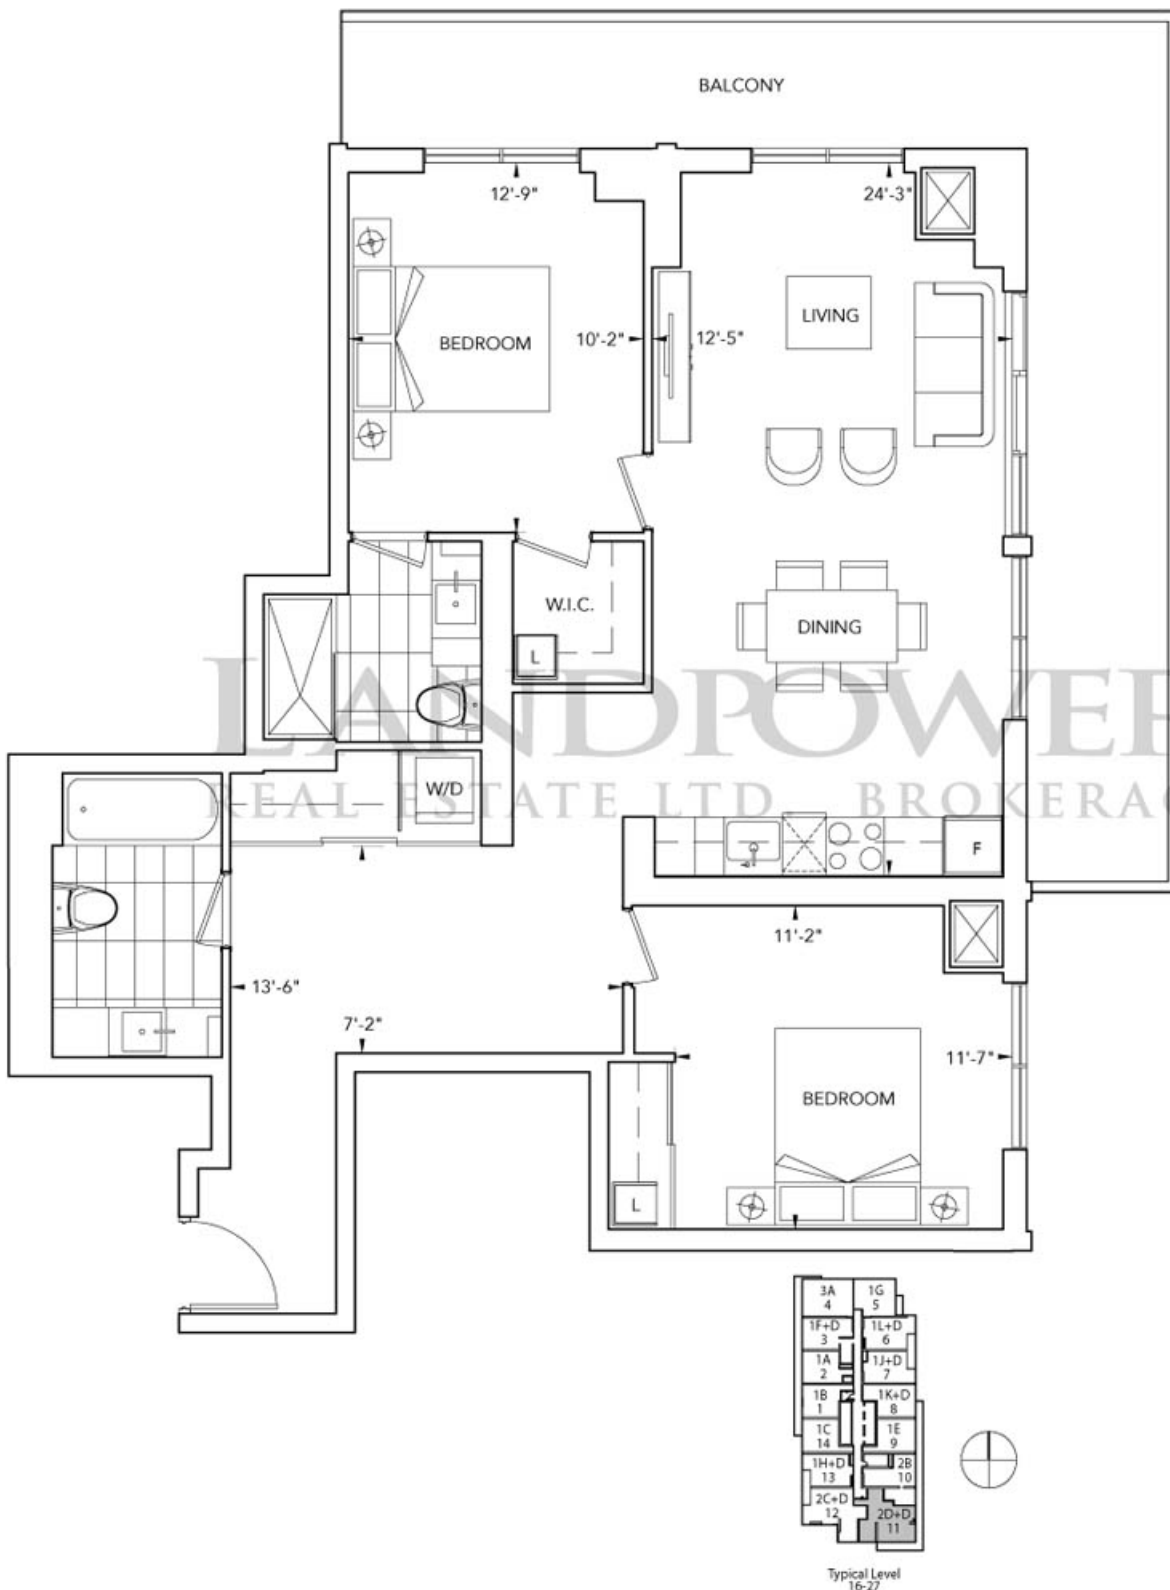 BALCONY
12'-9"
24'-3"
LIVING
BEDROOM
10'-2"
12'-5"
W.I.C.
L
DINING
LANDPOWER
REAL ESTATE LTD BROKERAG
W/D
F
11'-2"
13'-6"
7'-2"
11'-7"
BEDROOM
L
3A
4
1G
5
1F+D
3
1L+D
6
1A
2
1J+D
7
1B
1
1K+D
8
1C
14
1E
9
1H+D
13
2B
10
2C+D
12
2D+D
11
Typical Level
16-27